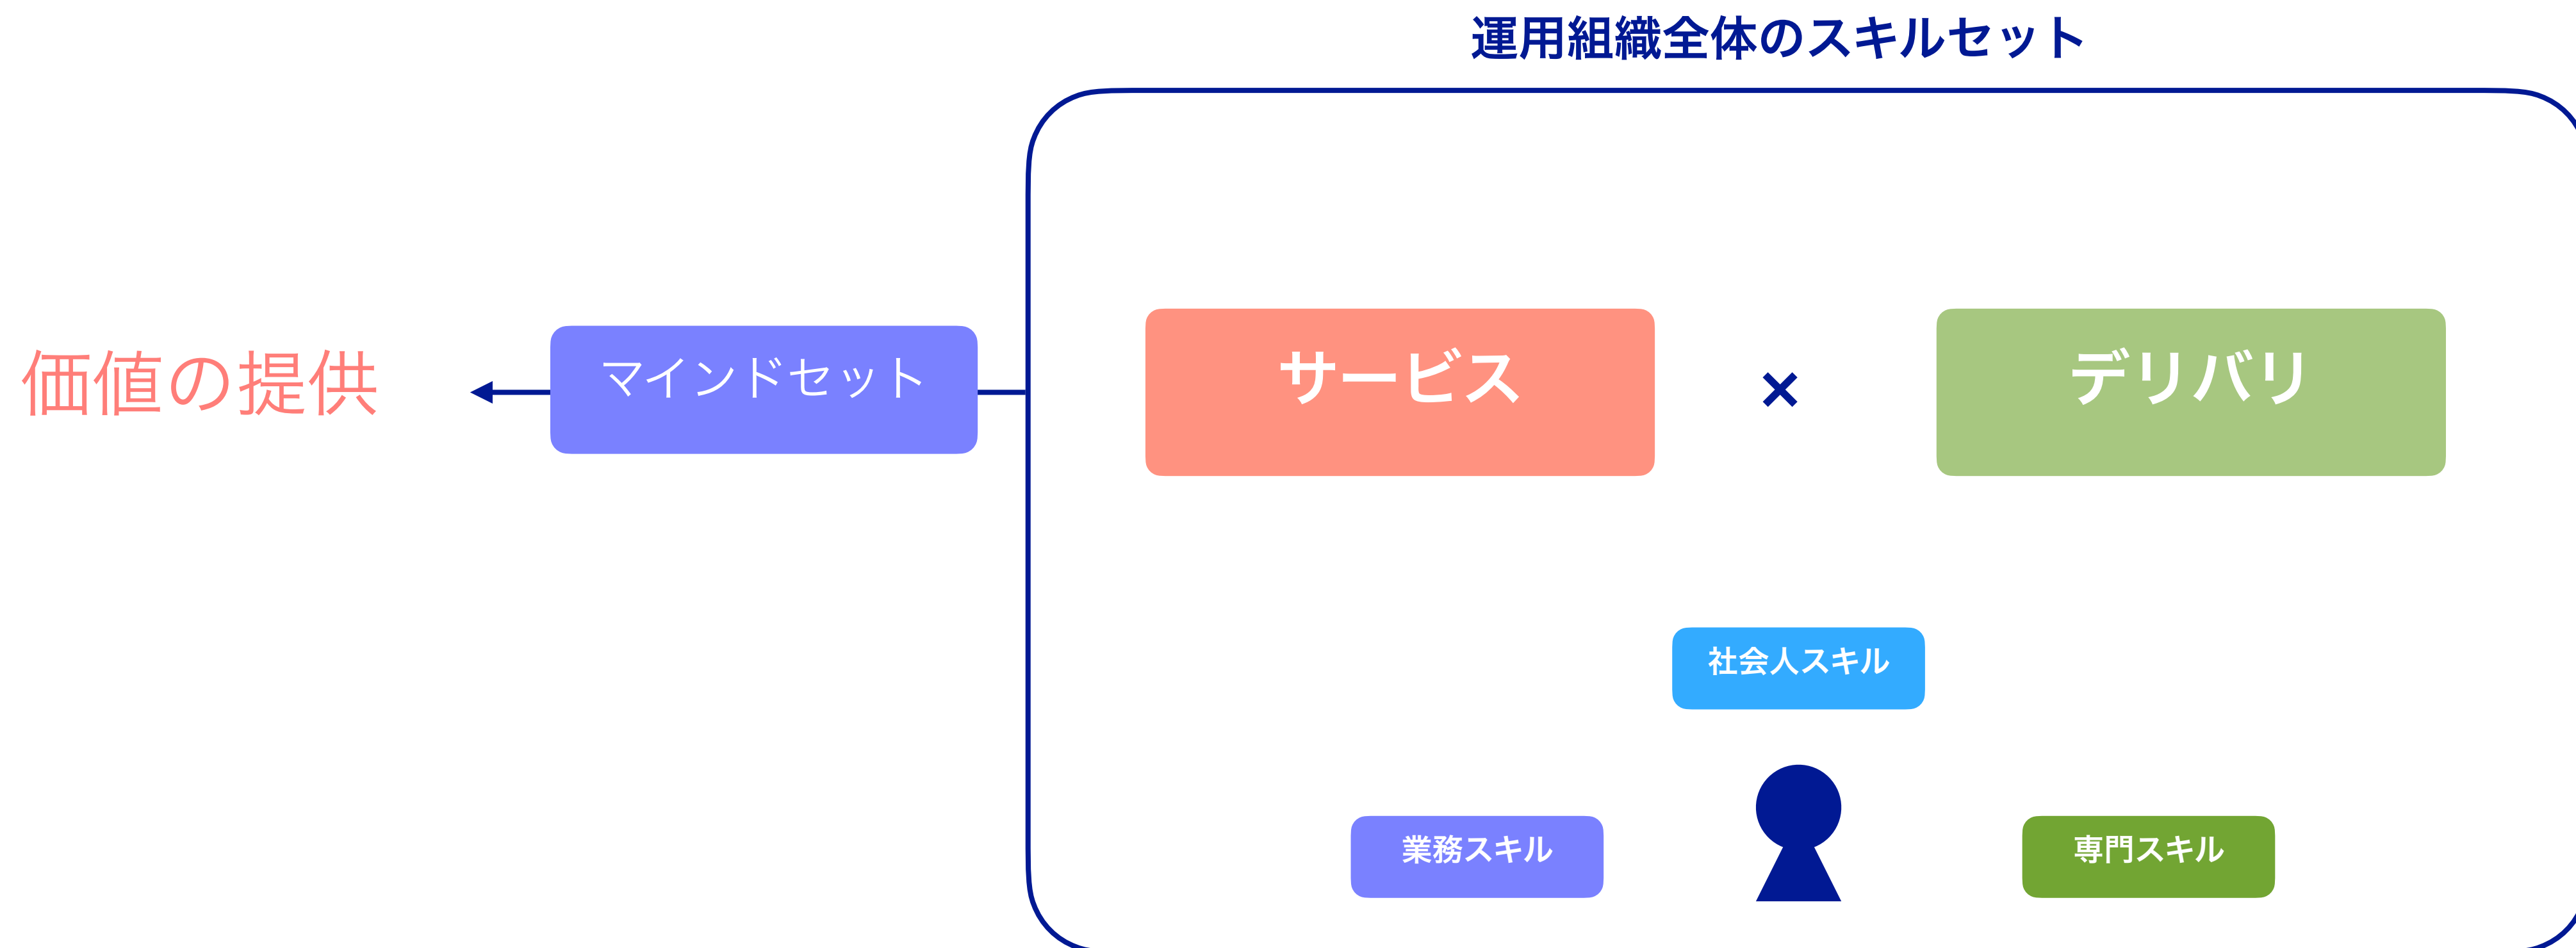 運用組織全体のスキルセット
価値の提供
マインドセット
サービス
×
デリバリ
社会人スキル
業務スキル
専門スキル